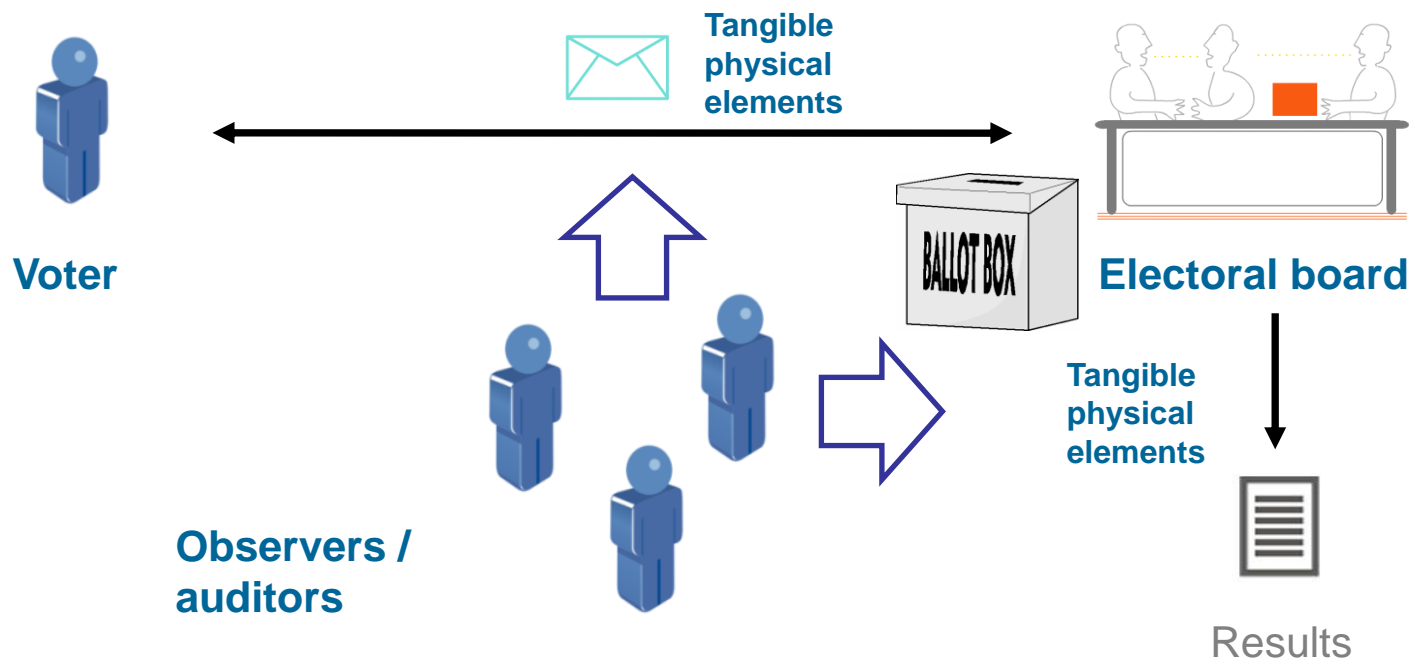 Tangible
physical
elements
Voter
BALLOT BOX
Electoral board
Tangible
physical
elements
Observers /
auditors
Results